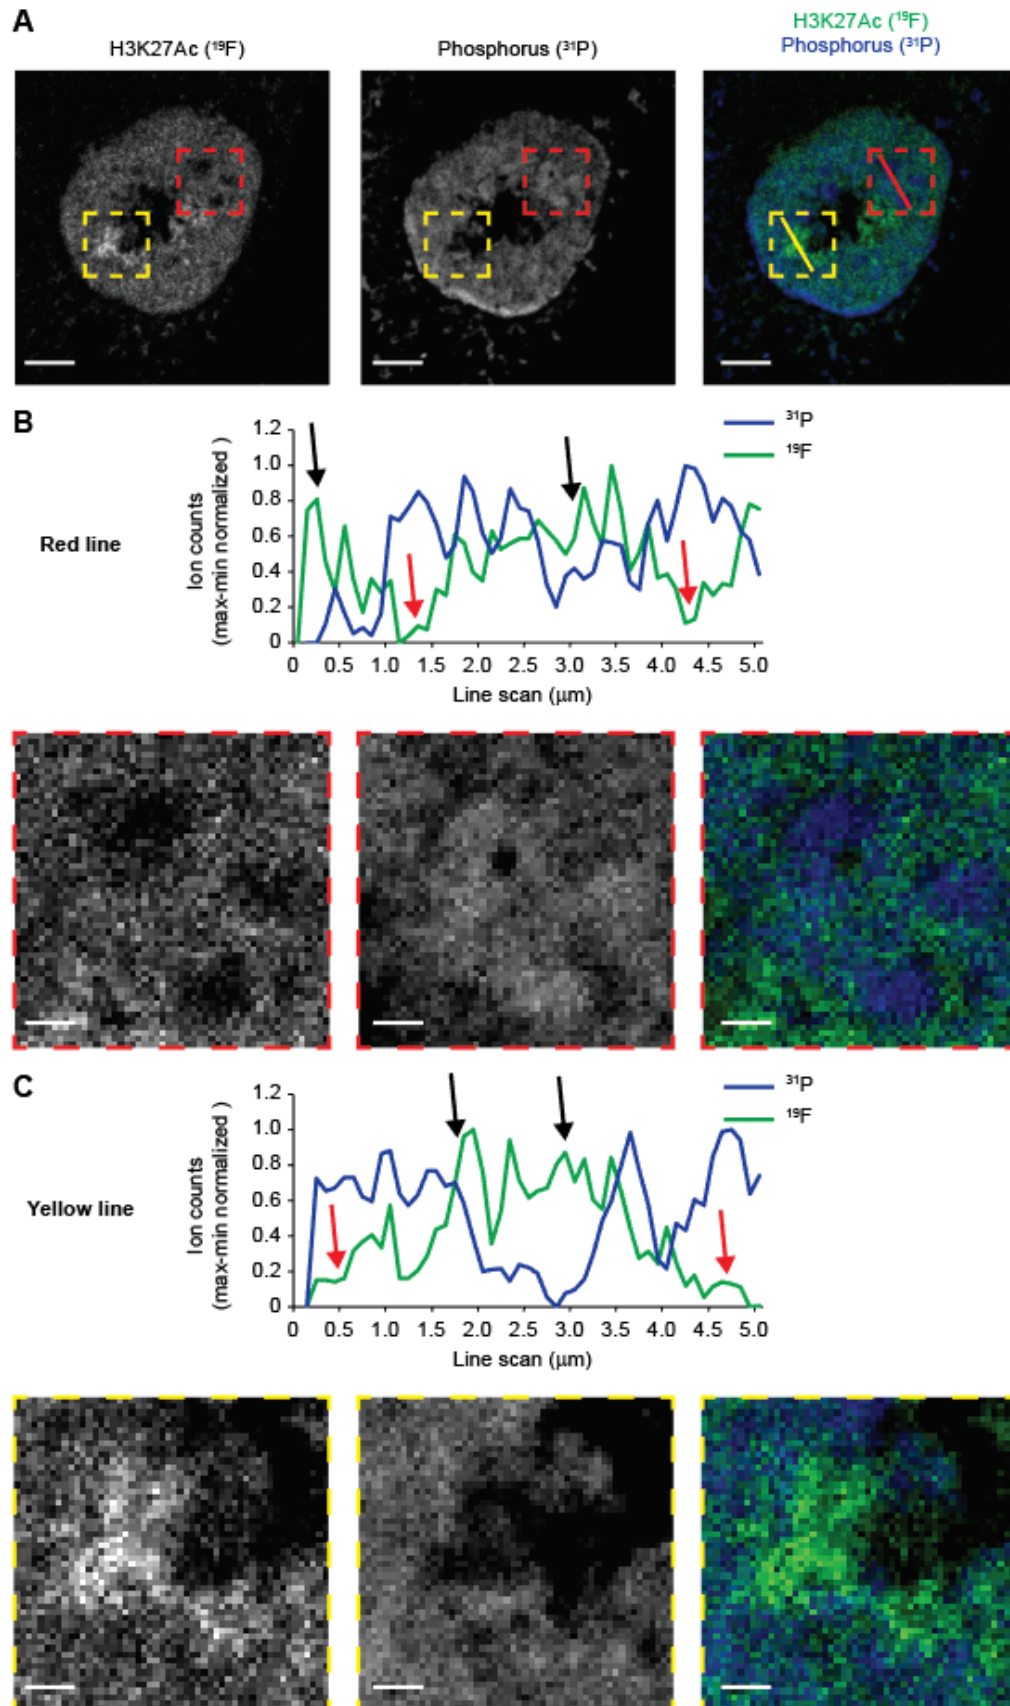 A
H3K27Ac (¹⁹F)
Phosphorus (³¹P)
H3K27Ac (¹⁹F)
Phosphorus (³¹P)
B
Red line
Ion counts
(max-min normalized )
1.2
1.0
0.8
0.6
0.4
0.2
0
0 0.5 1.0 1.5 2.0 2.5 3.0 3.5 4.0 4.5 5.0
Line scan (μm)
³¹P
¹⁹F
C
Yellow line
Ion counts
(max-min normalized )
1.2
1.0
0.8
0.6
0.4
0.2
0
0 0.5 1.0 1.5 2.0 2.5 3.0 3.5 4.0 4.5 5.0
Line scan (μm)
³¹P
¹⁹F